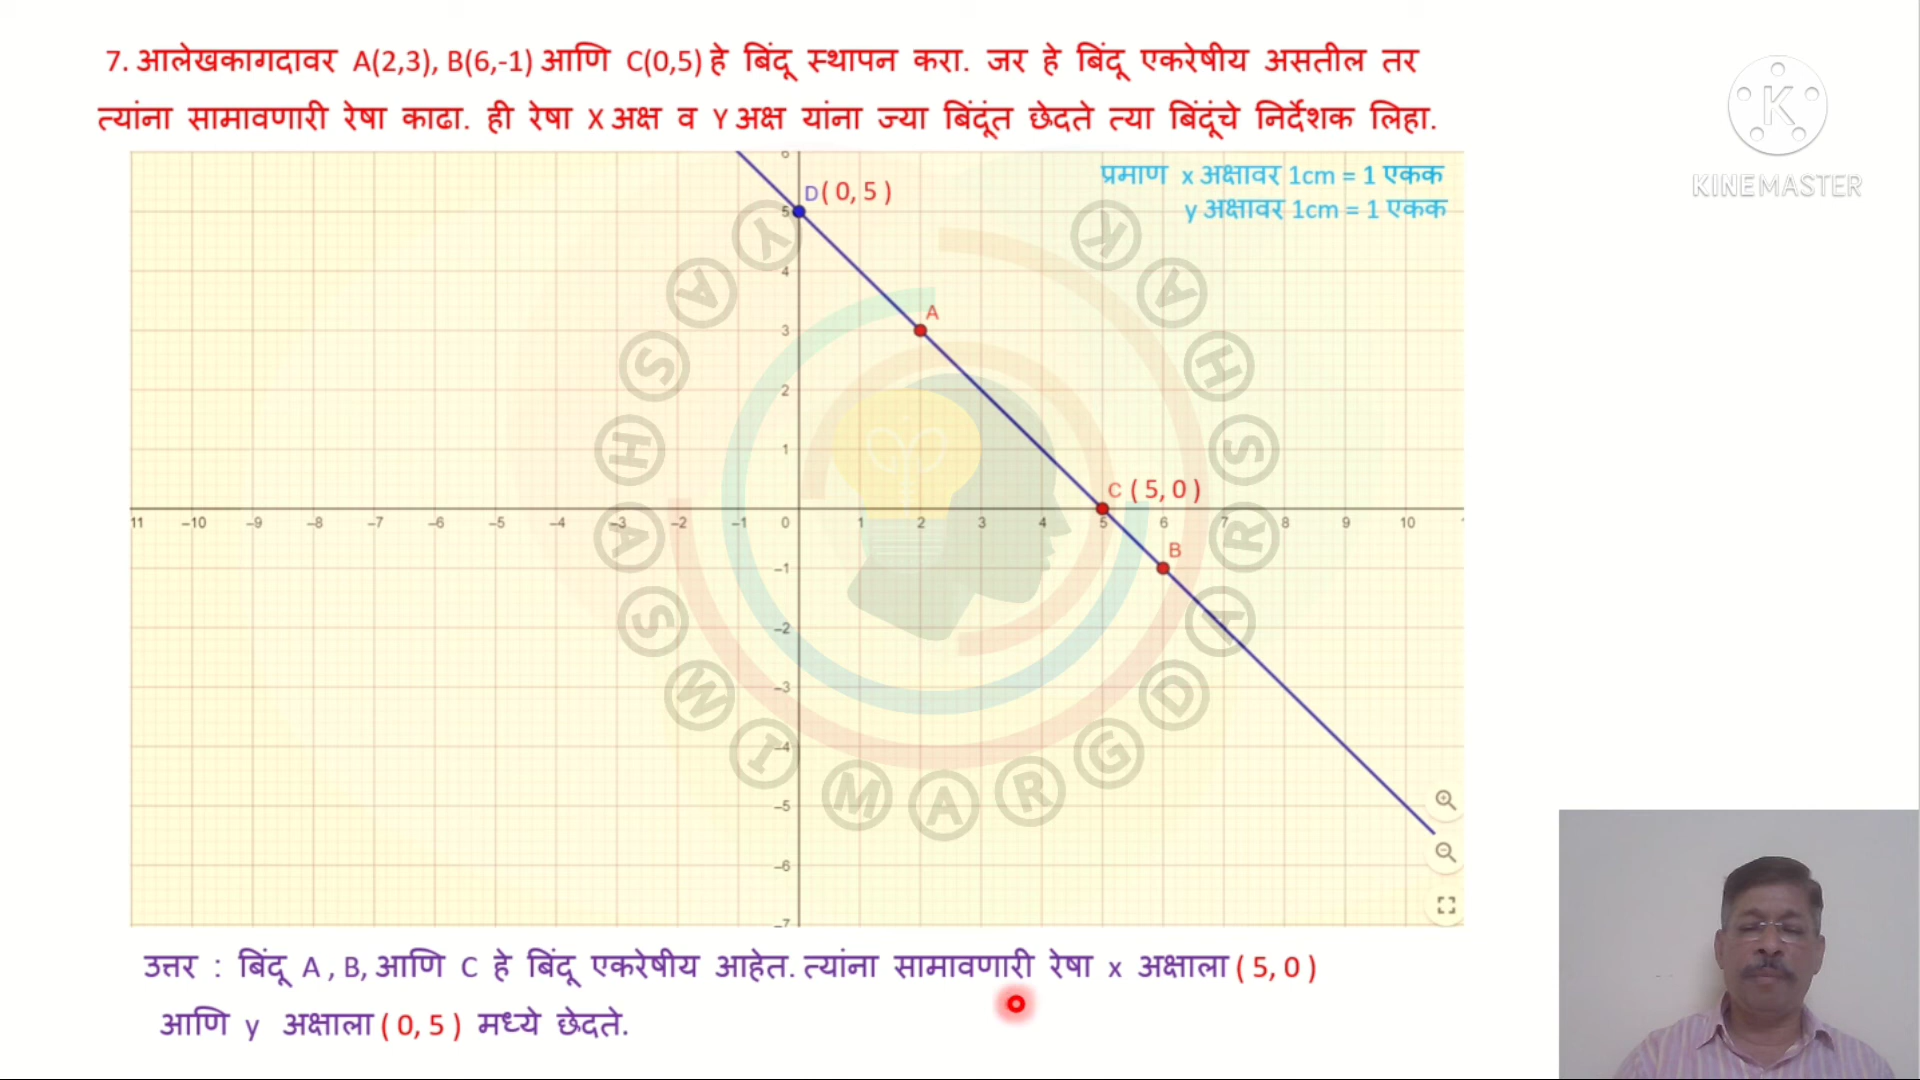 7. आलेखकागदावर A(2,3), B(6,-1) आणि C(0,5) हे बिंदू स्थापन करा. जर हे बिंदू एकरेषीय असतील तर
त्यांना सामावणारी रेषा काढा. ही रेषा X अक्ष व Y अक्ष यांना ज्या बिंदूंत छेदते त्या बिंदूंचे निर्देशक लिहा.
K
KINEMASTER
प्रमाण x अक्षावर 1cm = 1 एकक
y अक्षावर 1cm = 1 एकक
6
D ( 0, 5 )
5
4
A
3
2
1
C ( 5, 0 )
11 -10 -9 -8 -7 -6 -5 -4 -3 -2 -1 0 1 2 3 4 5 6 7 8 9 10
B
-1
-2
-3
-4
-5
-6
-7
YASHASSWIMARGDARSHAK
उत्तर : बिंदू A , B, आणि C हे बिंदू एकरेषीय आहेत. त्यांना सामावणारी रेषा x अक्षाला ( 5, 0 )
आणि y अक्षाला ( 0, 5 ) मध्ये छेदते.